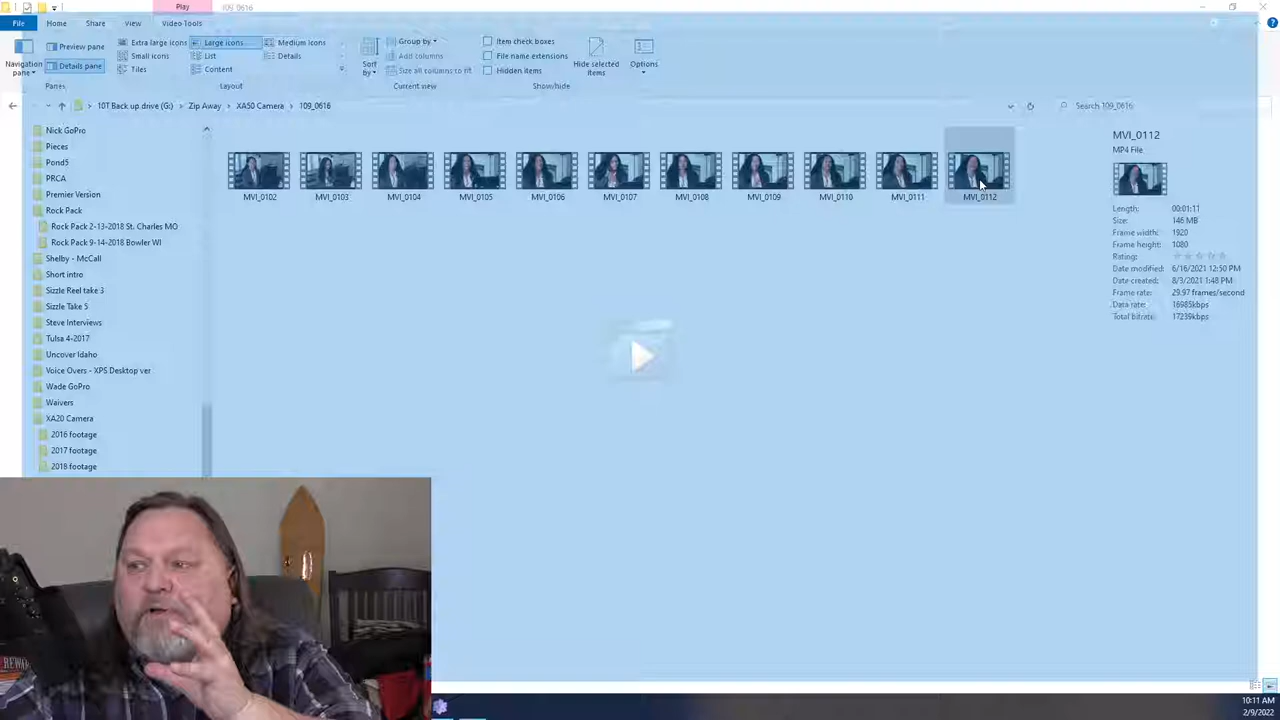 Play
109_0616
File Home Share View Video Tools
Navigation pane
Preview pane
Details pane
Panes
Extra large icons Large icons Medium icons
Small icons List Details
Tiles Content
Layout
Sort by
Group by
Add columns
Size all columns to fit
Current view
Item check boxes
File name extensions
Hidden items
Hide selected items
Show/hide
Options
10T Back up drive (G:) > Zip Away > XA50 Camera > 109_0616
Search 109_0616
Nick GoPro
Pieces
Pond5
PRCA
Premier Version
Rock Pack
Rock Pack 2-13-2018 St. Charles MO
Rock Pack 9-14-2018 Bowler WI
Shelby - McCall
Short intro
Sizzle Reel take 3
Sizzle Take 5
Steve Interviews
Tulsa 4-2017
Uncover Idaho
Voice Overs - XPS Desktop ver
Wade GoPro
Waivers
XA20 Camera
2016 footage
2017 footage
2018 footage
MVI_0102 MVI_0103 MVI_0104 MVI_0105 MVI_0106 MVI_0107 MVI_0108 MVI_0109 MVI_0110 MVI_0111 MVI_0112
MVI_0112
MP4 File
Length: 00:01:11
Size: 146 MB
Frame width: 1920
Frame height: 1080
Rating:
Date modified: 6/16/2021 12:50 PM
Date created: 8/3/2021 1:48 PM
Frame rate: 29.97 frames/second
Data rate: 16985kbps
Total bitrate: 17239kbps
10:11 AM
2/9/2022